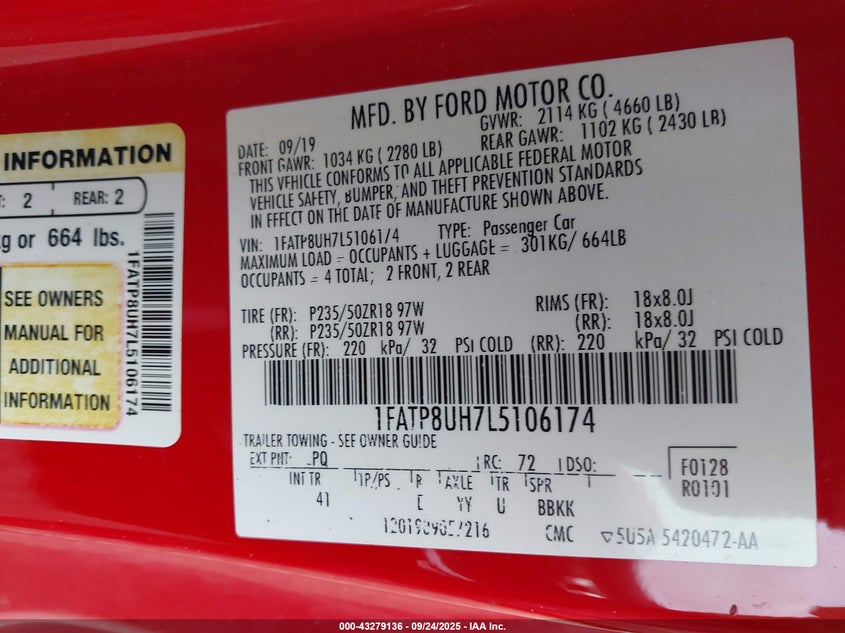 INFORMATION
: 2 REAR: 2
g or 664 lbs.
SEE OWNERS
MANUAL FOR
ADDITIONAL
INFORMATION
1FATP8UH7L5106174
MFD. BY FORD MOTOR CO.
DATE: 09/19 GVWR: 2114 KG ( 4660 LB)
FRONT GAWR: 1034 KG ( 2280 LB) REAR GAWR: 1102 KG ( 2430 LB)
THIS VEHICLE CONFORMS TO ALL APPLICABLE FEDERAL MOTOR
VEHICLE SAFETY, BUMPER, AND THEFT PREVENTION STANDARDS
IN EFFECT ON THE DATE OF MANUFACTURE SHOWN ABOVE.
VIN: 1FATP8UH7L5106174 TYPE: Passenger Car
MAXIMUM LOAD = OCCUPANTS + LUGGAGE = 301KG/ 664LB
OCCUPANTS = 4 TOTAL; 2 FRONT, 2 REAR
TIRE (FR): P235/50ZR18 97W RIMS (FR): 18x8.0J
(RR): P235/50ZR18 97W (RR): 18x8.0J
PRESSURE (FR): 220 kPa/ 32 PSI COLD (RR): 220 kPa/ 32 PSI COLD
1FATP8UH7L5106174
TRAILER TOWING - SEE OWNER GUIDE
EXT PNT: PQ RC: 72 DSO: F0128
INT TR TP/PS R AXLE TR SPR R0101
41 YY U BBKK
CMC ▽5U5A 5420472-AA
000-43279136 - 09/24/2025 - IAA Inc.